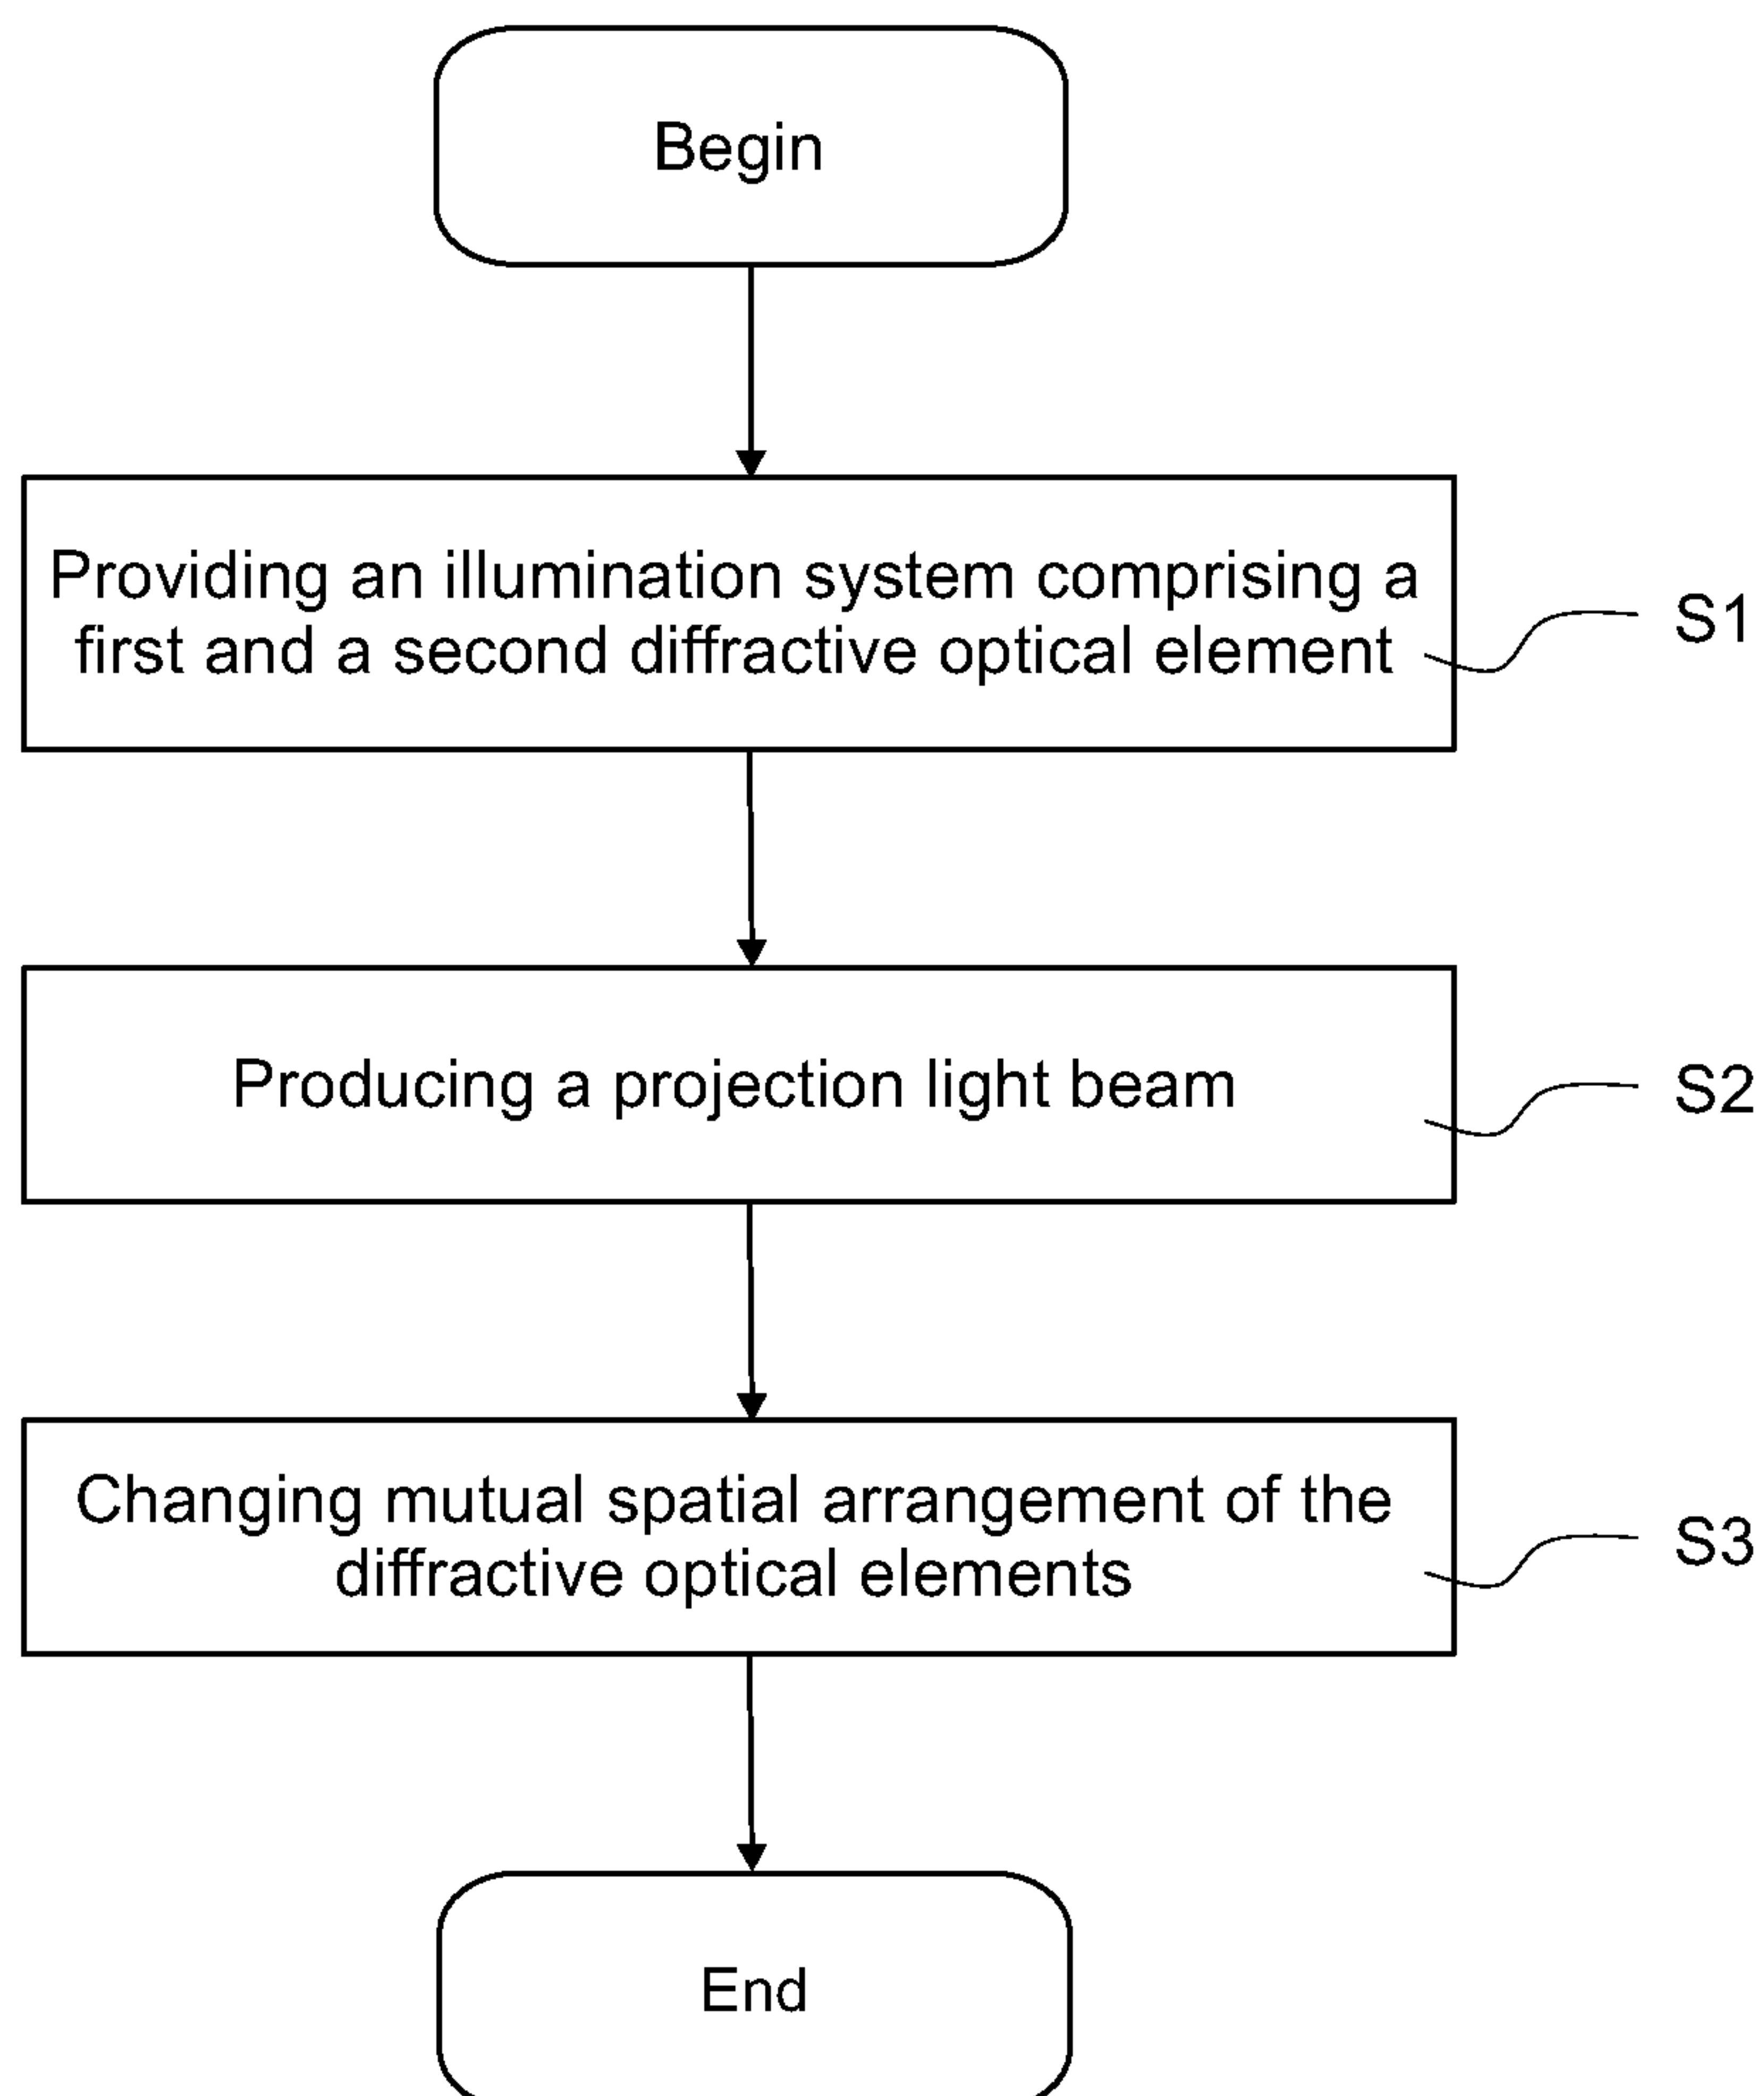 Begin
Providing an illumination system comprising a
first and a second diffractive optical element
S1
Producing a projection light beam
S2
Changing mutual spatial arrangement of the
diffractive optical elements
S3
End